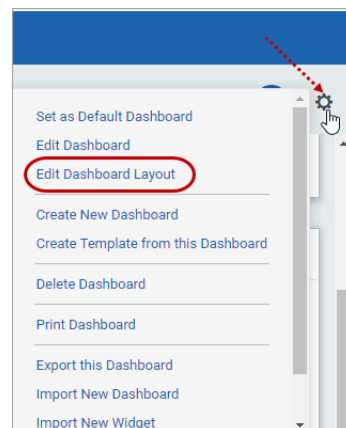 Set as Default Dashboard
Edit Dashboard
Edit Dashboard Layout
Create New Dashboard
Create Template from this Dashboard
Delete Dashboard
Print Dashboard
Export this Dashboard
Import New Dashboard
Import New Widget